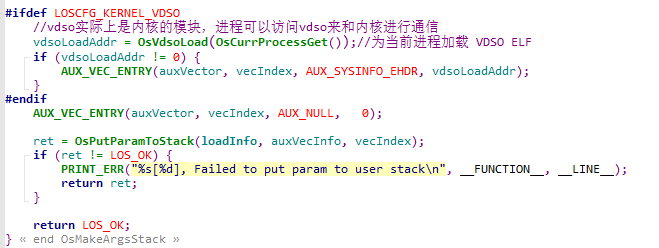 #ifdef LOSCFG_KERNEL_VDSO
//vdso实际上是内核的模块，进程可以访问vdso来和内核进行通信
vdsoLoadAddr = OsVdsoLoad(OsCurrProcessGet());//为当前进程加载 VDSO ELF
if (vdsoLoadAddr != 0) {
AUX_VEC_ENTRY(auxVector, vecIndex, AUX_SYSINFO_EHDR, vdsoLoadAddr);
}
#endif
AUX_VEC_ENTRY(auxVector, vecIndex, AUX_NULL, 0);
ret = OsPutParamToStack(loadInfo, auxVecInfo, vecIndex);
if (ret != LOS_OK) {
PRINT_ERR("%s[%d], Failed to put param to user stack\n", __FUNCTION__, __LINE__);
return ret;
}
return LOS_OK;
} « end OsMakeArgsStack »